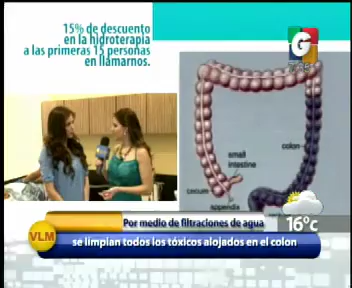 15% de descuento
en la hidroterapia
a las primeras 15 personas
en llamarnos.
G
small
intestine
colon
cecum
appendix
16°C
Por medio de filtraciones de agua
VLM
se limpian todos los tóxicos alojados en el colon